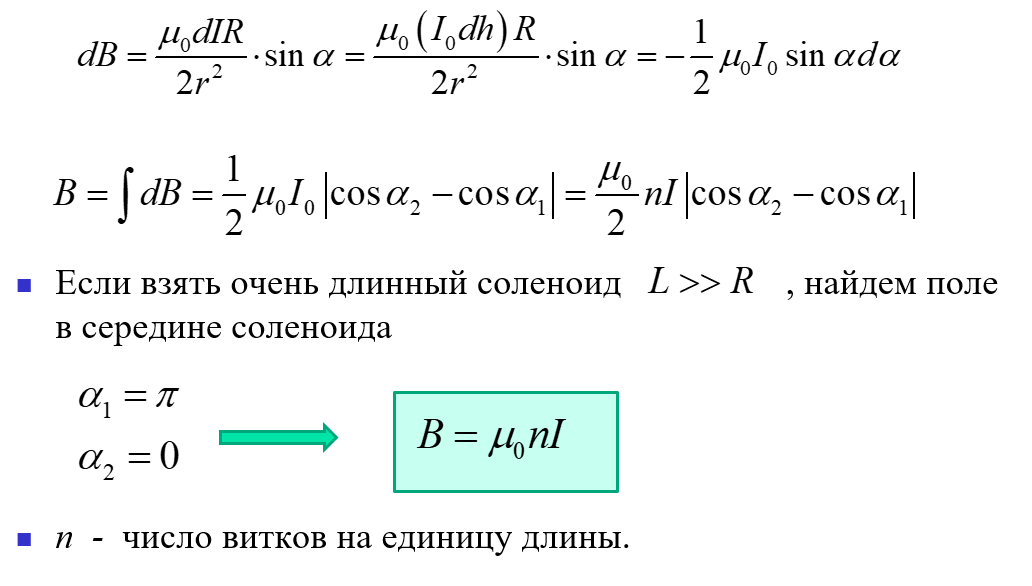 dB = μ₀dIR / 2r² · sin α = μ₀(I₀dh)R / 2r² · sin α = − 1/2 μ₀I₀ sin αdα
B = ∫dB = 1/2 μ₀I₀ |cos α₂ − cos α₁| = μ₀/2 nI |cos α₂ − cos α₁|
Если взять очень длинный соленоид L >> R , найдем поле
в середине соленоида
α₁ = π
B = μ₀nI
α₂ = 0
n - число витков на единицу длины.